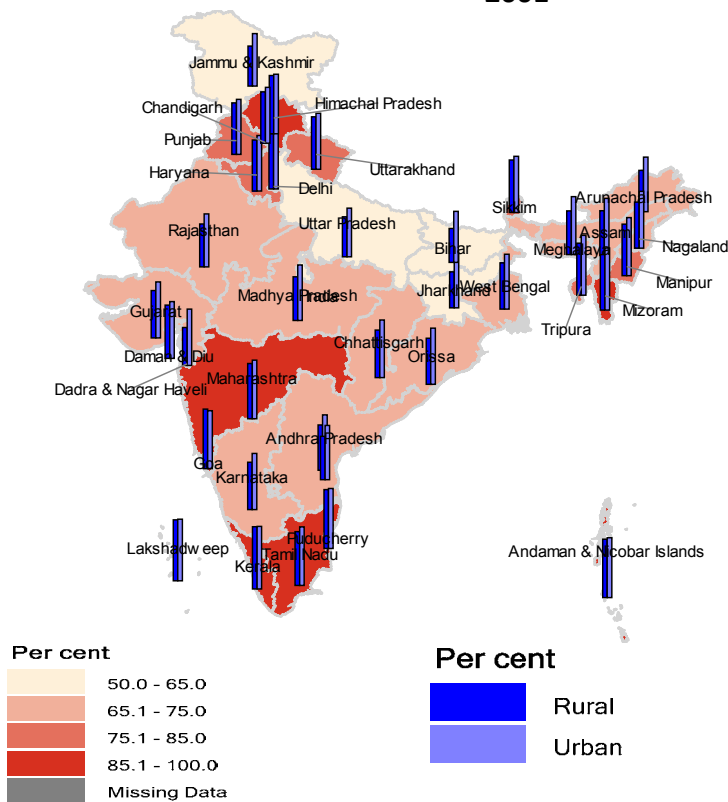 Jammu & Kashmir
Chandigarh
Himachal Pradesh
Punjab
Uttarakhand
Haryana
Delhi
Sikkim
Arunachal Pradesh
Rajasthan
Uttar Pradesh
Assam
Bihar
Meghalaya
Nagaland
Madhya Pradesh
India
Jharkhand
West Bengal
Manipur
Gujarat
Mizoram
Tripura
Chhattisgarh
Daman & Diu
Orissa
Dadra & Nagar Haveli
Maharashtra
Andhra Pradesh
Goa
Karnataka
Puducherry
Lakshadweep
Tamil Nadu
Kerala
Andaman & Nicobar Islands
Per cent
50.0 - 65.0
65.1 - 75.0
75.1 - 85.0
85.1 - 100.0
Missing Data
Per cent
Rural
Urban